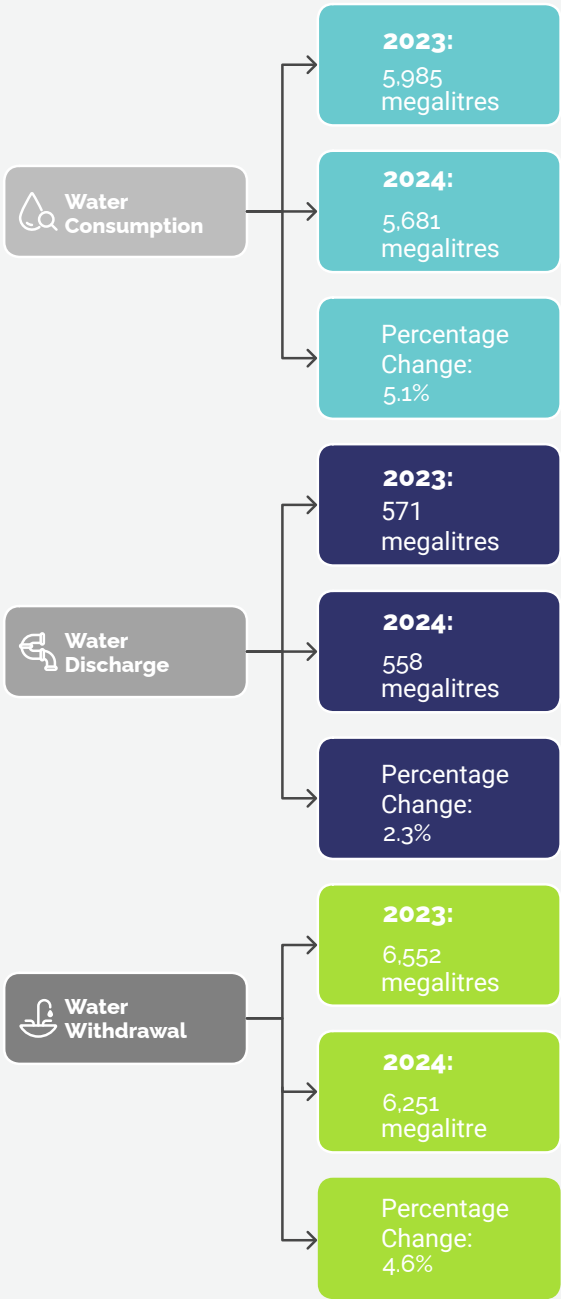 Water
Consumption
2023:
5,985
megalitres
2024:
5,681
megalitres
Percentage
Change:
5.1%
Water
Discharge
2023:
571
megalitres
2024:
558
megalitres
Percentage
Change:
2.3%
Water
Withdrawal
2023:
6,552
megalitres
2024:
6,251
megalitre
Percentage
Change:
4.6%